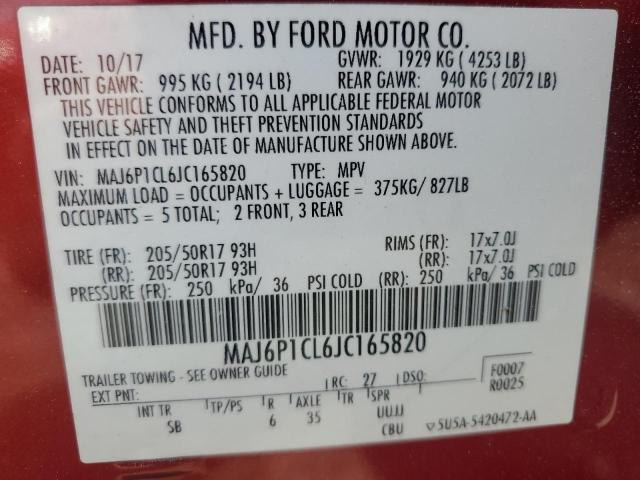 MFD. BY FORD MOTOR CO.
DATE: 10/17 GVWR: 1929 KG ( 4253 LB)
FRONT GAWR: 995 KG ( 2194 LB) REAR GAWR: 940 KG ( 2072 LB)
THIS VEHICLE CONFORMS TO ALL APPLICABLE FEDERAL MOTOR
VEHICLE SAFETY AND THEFT PREVENTION STANDARDS
IN EFFECT ON THE DATE OF MANUFACTURE SHOWN ABOVE.
VIN: MAJ6P1CL6JC165820 TYPE: MPV
MAXIMUM LOAD = OCCUPANTS + LUGGAGE = 375KG/ 827LB
OCCUPANTS = 5 TOTAL; 2 FRONT, 3 REAR
TIRE (FR): 205/50R17 93H RIMS (FR): 17x7.0J
(RR): 205/50R17 93H (RR): 17x7.0J
PRESSURE (FR): 250 kPa/ 36 PSI COLD (RR): 250 kPa/ 36 PSI COLD
MAJ6P1CL6JC165820
TRAILER TOWING - SEE OWNER GUIDE
EXT PNT: RC: 27 DSO: F0007
R0025
INT TR TP/PS R AXLE TR SPR
SB 6 35 UUJJ
CBU 5U5A-5420472-AA